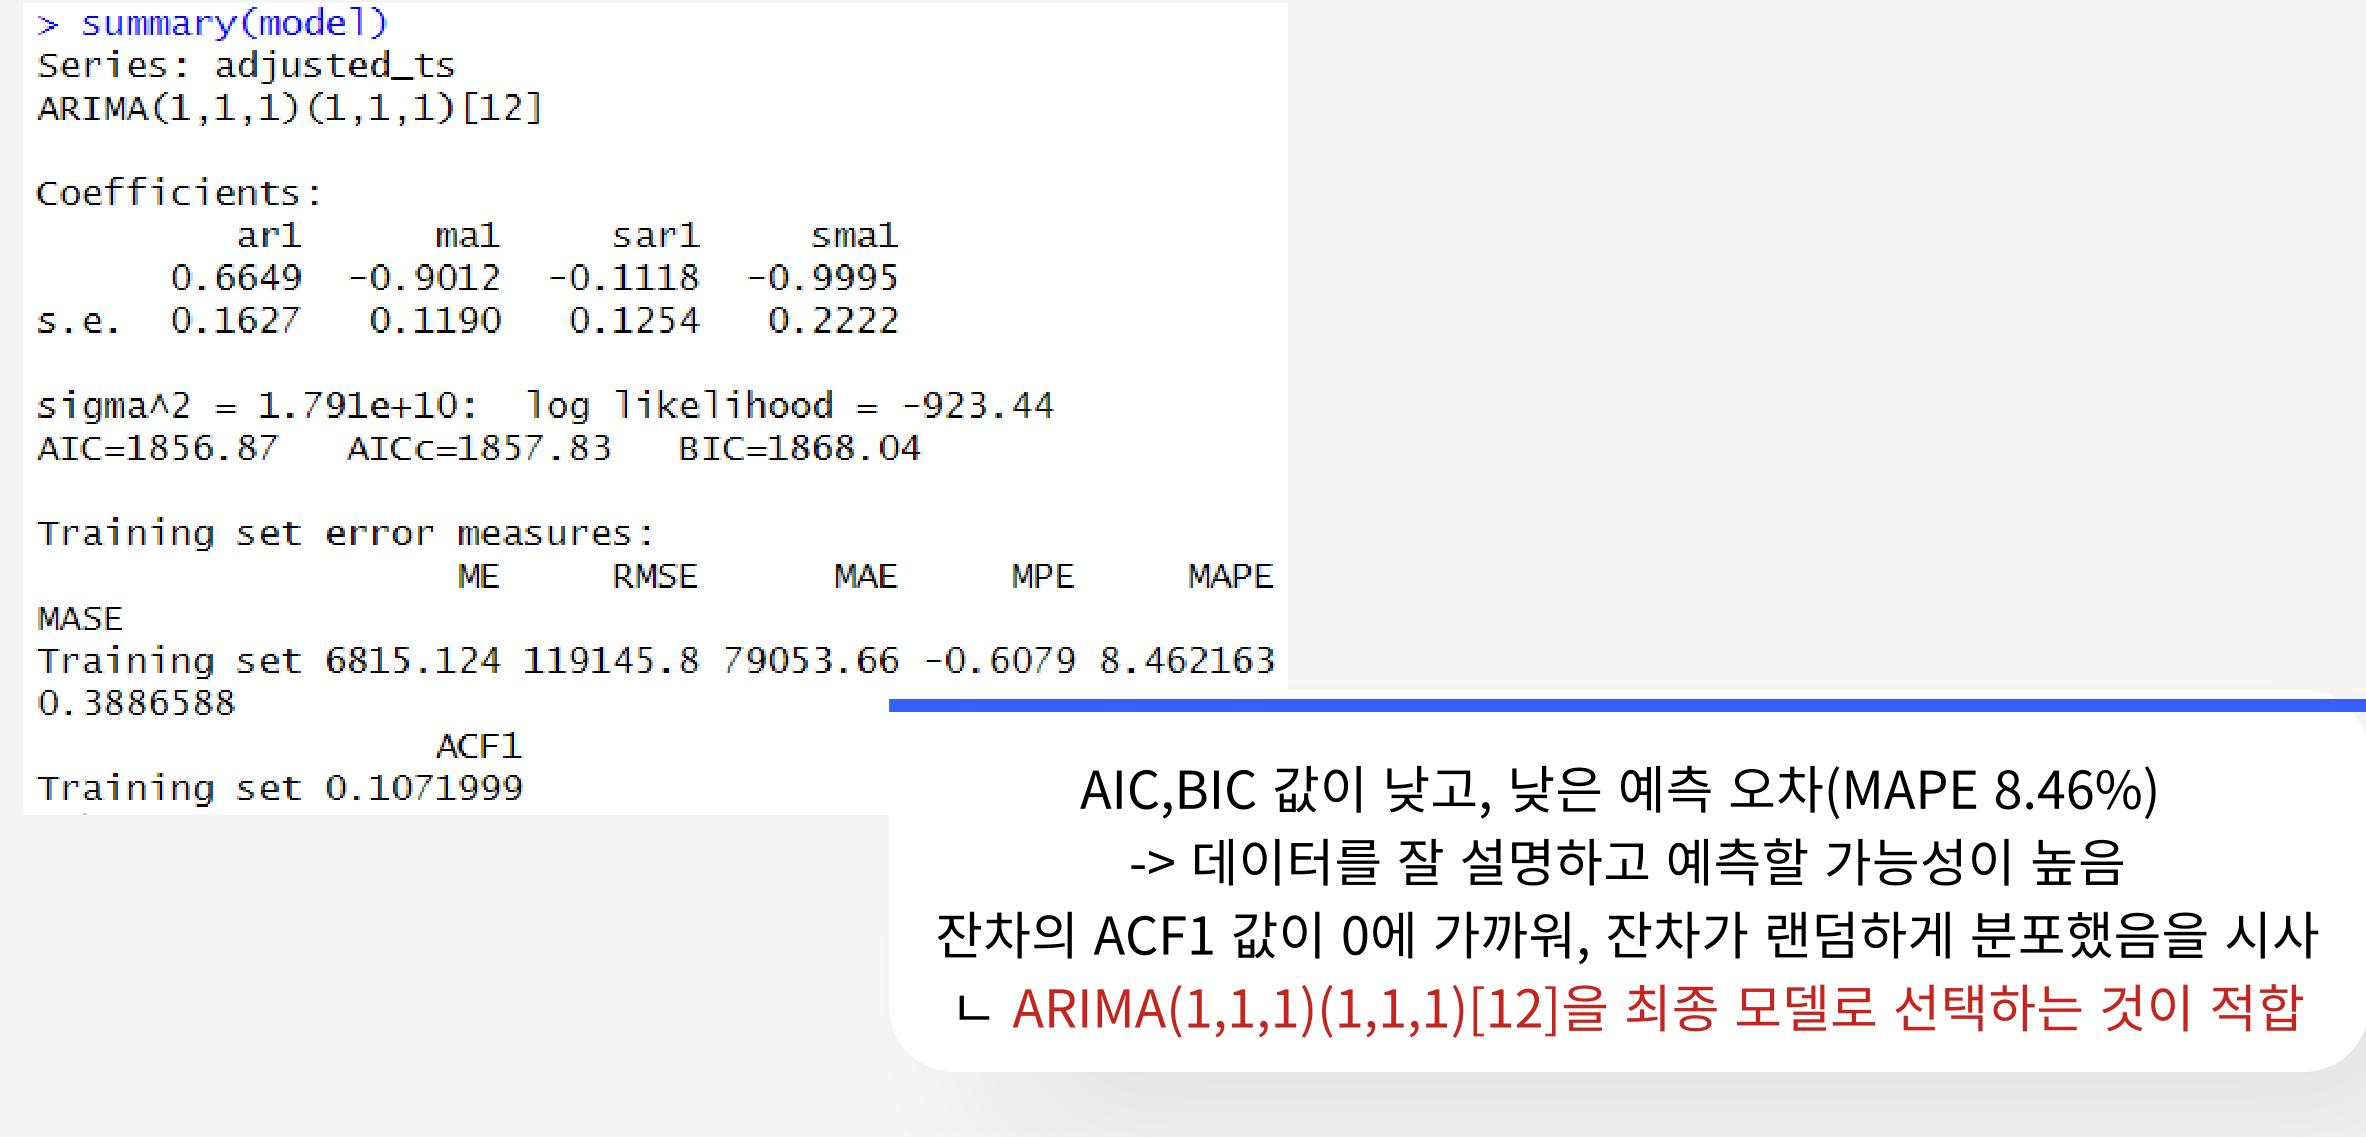 > summary(model)
Series: adjusted_ts
ARIMA(1,1,1)(1,1,1)[12]
Coefficients:
ar1 ma1 sar1 sma1
0.6649 -0.9012 -0.1118 -0.9995
s.e. 0.1627 0.1190 0.1254 0.2222
sigma^2 = 1.791e+10: log likelihood = -923.44
AIC=1856.87 AICc=1857.83 BIC=1868.04
Training set error measures:
ME RMSE MAE MPE MAPE
MASE
Training set 6815.124 119145.8 79053.66 -0.6079 8.462163
0.3886588
ACF1
Training set 0.1071999
AIC,BIC 값이 낮고, 낮은 예측 오차(MAPE 8.46%)
-> 데이터를 잘 설명하고 예측할 가능성이 높음
잔차의 ACF1 값이 0에 가까워, 잔차가 랜덤하게 분포했음을 시사
ㄴ ARIMA(1,1,1)(1,1,1)[12]을 최종 모델로 선택하는 것이 적합